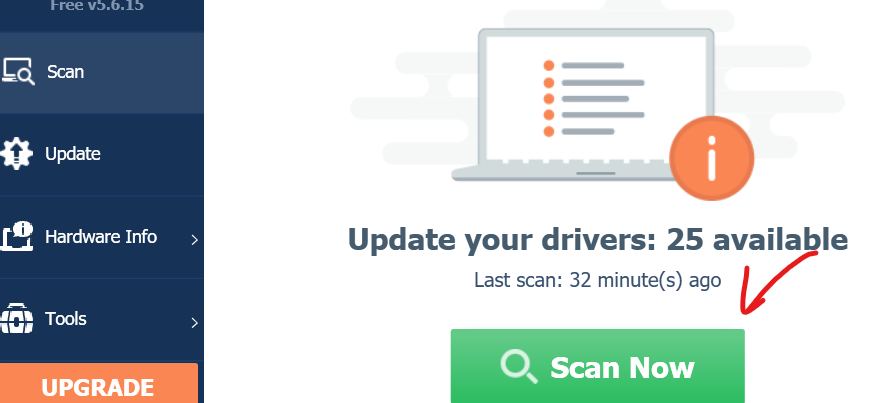 Free v5.6.15
Scan
Update
Hardware Info
Tools
UPGRADE
Update your drivers: 25 available
Last scan: 32 minute(s) ago
Scan Now